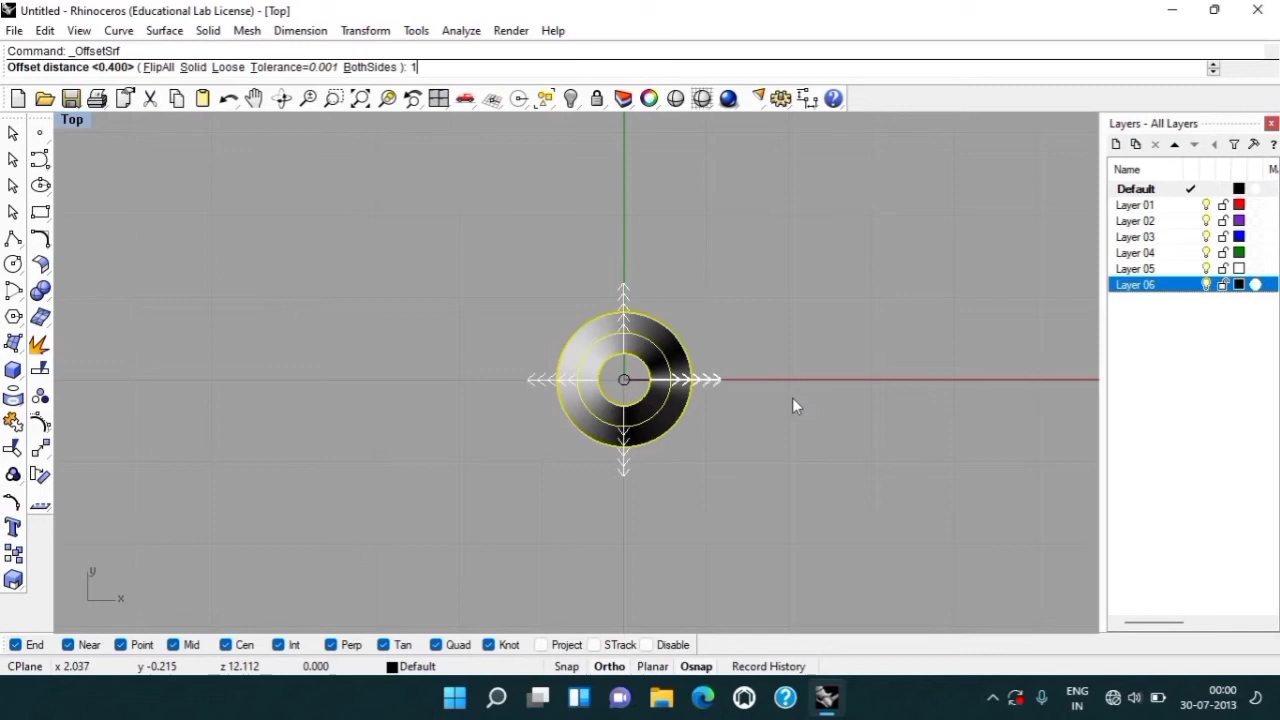 Untitled - Rhinoceros (Educational Lab License) - [Top]
File Edit View Curve Surface Solid Mesh Dimension Transform Tools Analyze Render Help
Command: _OffsetSrf
Offset distance <0.400> ( FlipAll Solid Loose Tolerance=0.001 BothSides ): 1
Top
Layers - All Layers
Name
Default
Layer 01
Layer 02
Layer 03
Layer 04
Layer 05
Layer 06
y
x
End Near Point Mid Cen Int Perp Tan Quad Knot Project STrack Disable
CPlane x 2.037 y -0.215 z 12.112 0.000 Default Snap Ortho Planar Osnap Record History
ENG
IN
00:00
30-07-2013